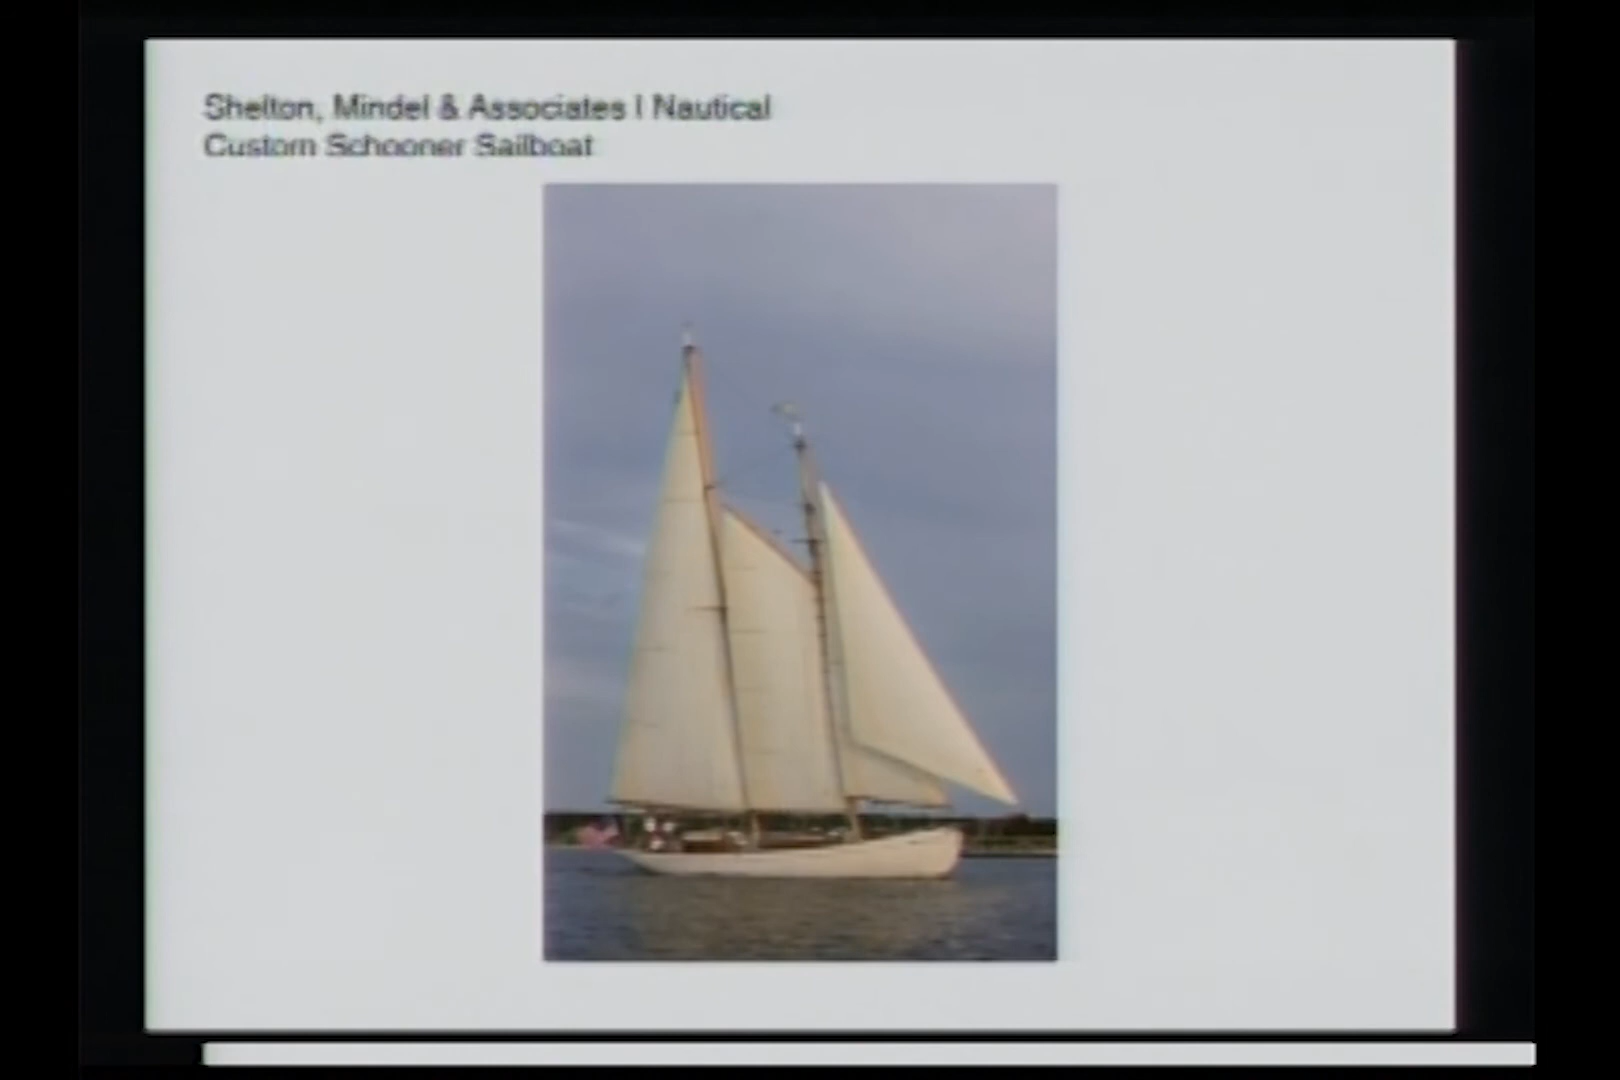 Shelton, Mindel & Associates | Nautical
Custom Schooner Sailboat